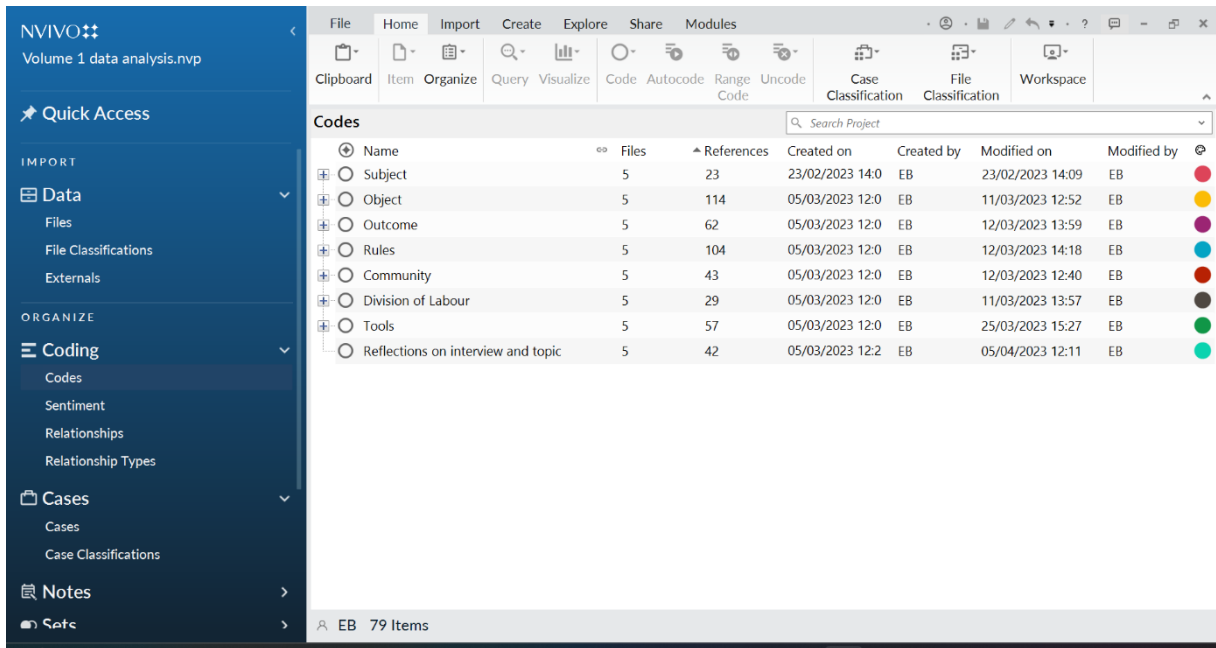 NVIVO
Volume 1 data analysis.nvp
Quick Access
IMPORT
Data
Files
File Classifications
Externals
ORGANIZE
Coding
Codes
Sentiment
Relationships
Relationship Types
Cases
Cases
Case Classifications
Notes
Sets
File Home Import Create Explore Share Modules
Clipboard Item Organize Query Visualize Code Autocode Range Code Uncode Case Classification File Classification Workspace
Codes Search Project
Name Files References Created on Created by Modified on Modified by
Subject 5 23 23/02/2023 14:0 EB 23/02/2023 14:09 EB
Object 5 114 05/03/2023 12:0 EB 11/03/2023 12:52 EB
Outcome 5 62 05/03/2023 12:0 EB 12/03/2023 13:59 EB
Rules 5 104 05/03/2023 12:0 EB 12/03/2023 14:18 EB
Community 5 43 05/03/2023 12:0 EB 12/03/2023 12:40 EB
Division of Labour 5 29 05/03/2023 12:0 EB 11/03/2023 13:57 EB
Tools 5 57 05/03/2023 12:0 EB 25/03/2023 15:27 EB
Reflections on interview and topic 5 42 05/03/2023 12:2 EB 05/04/2023 12:11 EB
EB 79 Items